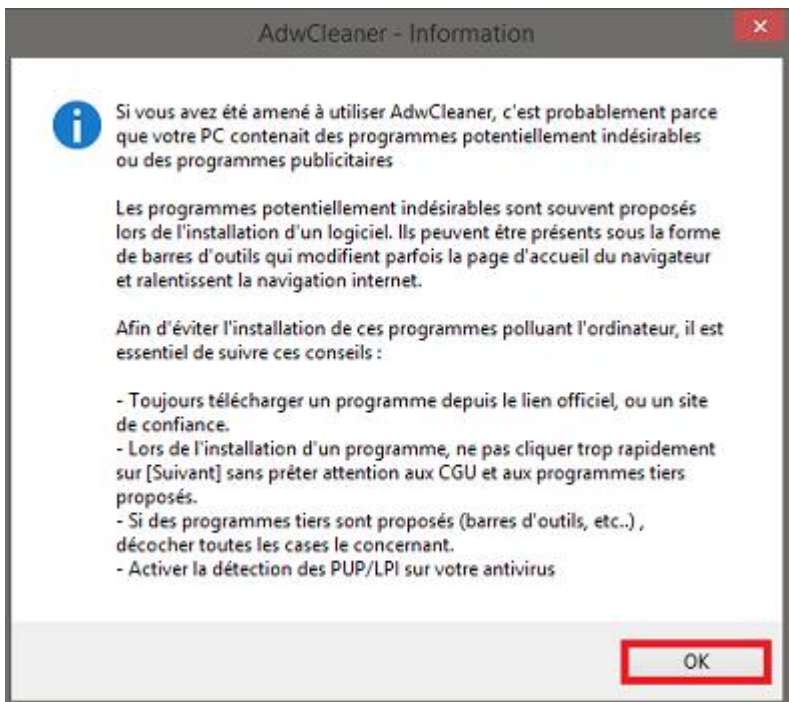 AdwCleaner - Information
Si vous avez été amené à utiliser AdwCleaner, c'est probablement parce
que votre PC contenait des programmes potentiellement indésirables
ou des programmes publicitaires
Les programmes potentiellement indésirables sont souvent proposés
lors de l'installation d'un logiciel. Ils peuvent être présents sous la forme
de barres d'outils qui modifient parfois la page d'accueil du navigateur
et ralentissent la navigation internet.
Afin d'éviter l'installation de ces programmes polluant l'ordinateur, il est
essentiel de suivre ces conseils :
- Toujours télécharger un programme depuis le lien officiel, ou un site
de confiance.
- Lors de l'installation d'un programme, ne pas cliquer trop rapidement
sur [Suivant] sans prêter attention aux CGU et aux programmes tiers
proposés.
- Si des programmes tiers sont proposés (barres d'outils, etc..) ,
décocher toutes les cases le concernant.
- Activer la détection des PUP/LPI sur votre antivirus
OK